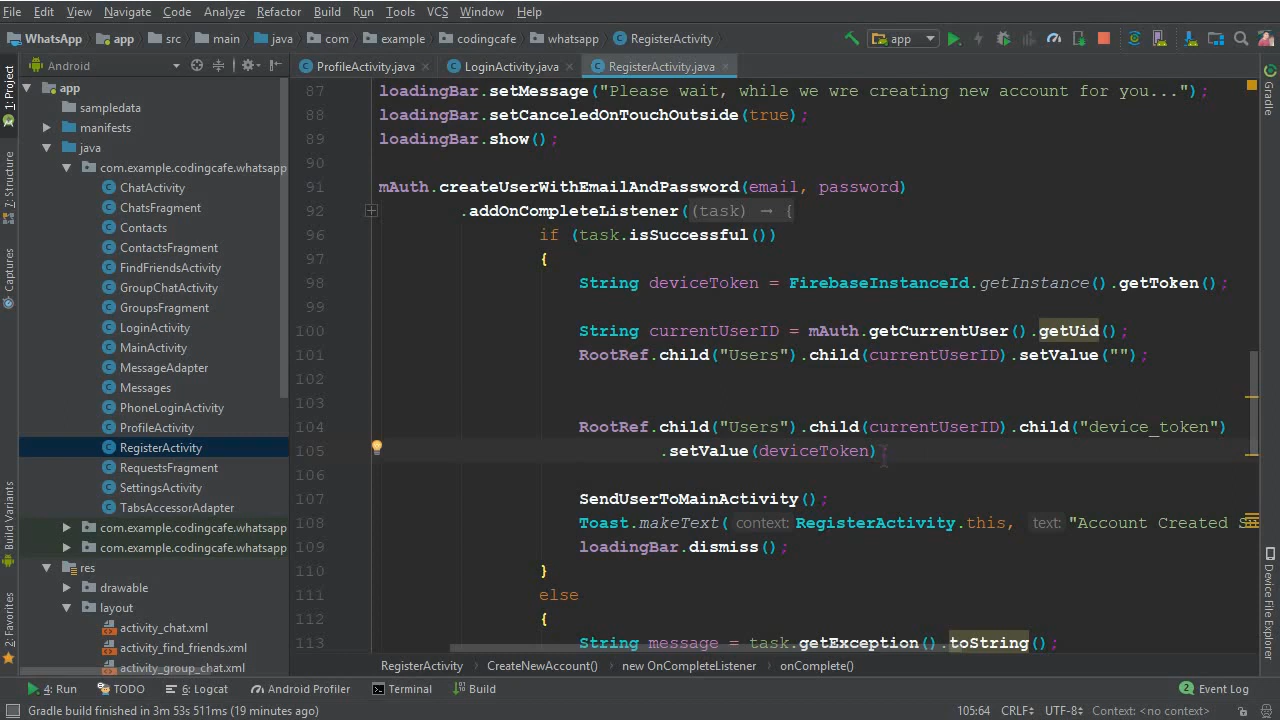 File Edit View Navigate Code Analyze Refactor Build Run Tools VCS Window Help
WhatsApp app src main java com example codingcafe whatsapp RegisterActivity app
1: Project
7: Structure
Captures
Build Variants
2: Favorites
Android
app
sampledata
manifests
java
com.example.codingcafe.whatsapp
ChatActivity
ChatsFragment
Contacts
ContactsFragment
FindFriendsActivity
GroupChatActivity
GroupsFragment
LoginActivity
MainActivity
MessageAdapter
Messages
PhoneLoginActivity
ProfileActivity
RegisterActivity
RequestsFragment
SettingsActivity
TabsAccessorAdapter
com.example.codingcafe.whatsapp
com.example.codingcafe.whatsapp
res
drawable
layout
activity_chat.xml
activity_find_friends.xml
activity_group_chat.xml
ProfileActivity.java LoginActivity.java RegisterActivity.java
87 loadingBar.setMessage("Please wait, while we wre creating new account for you...");
88 loadingBar.setCanceledOnTouchOutside(true);
89 loadingBar.show();
90
91 mAuth.createUserWithEmailAndPassword(email, password)
92 .addOnCompleteListener((task) → {
96 if (task.isSuccessful())
97 {
98 String deviceToken = FirebaseInstanceId.getInstance().getToken();
99
100 String currentUserID = mAuth.getCurrentUser().getUid();
101 RootRef.child("Users").child(currentUserID).setValue("");
102
103
104 RootRef.child("Users").child(currentUserID).child("device_token")
105 .setValue(deviceToken);
106
107 SendUserToMainActivity();
108 Toast.makeText( context: RegisterActivity.this, text: "Account Created S
109 loadingBar.dismiss();
110 }
111 else
112 {
113 String message = task.getException().toString();
RegisterActivity CreateNewAccount() new OnCompleteListener onComplete()
Gradle
Device File Explorer
4: Run TODO 6: Logcat Android Profiler Terminal Build 2 Event Log
Gradle build finished in 3m 53s 511ms (19 minutes ago) 105:64 CRLF UTF-8 Context: <no context>